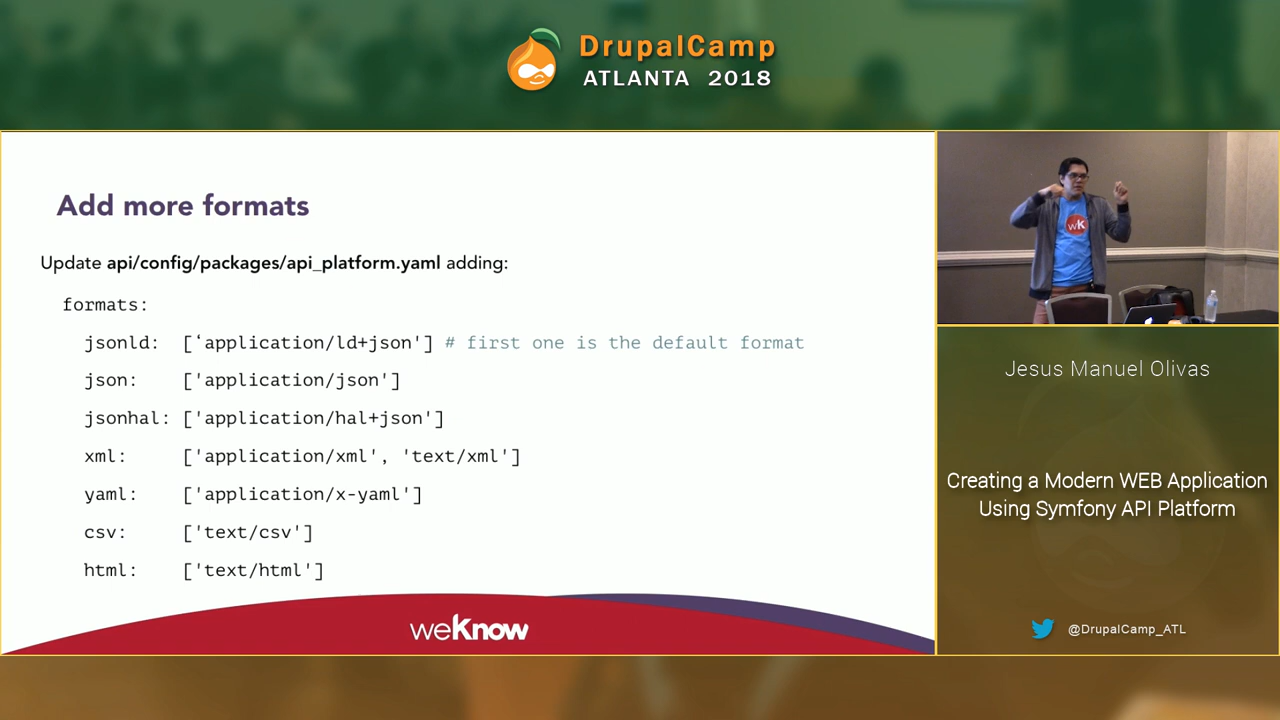 DrupalCamp
ATLANTA 2018
Add more formats
Update api/config/packages/api_platform.yaml adding:
formats:
jsonld: [‘application/ld+json'] # first one is the default format
json: ['application/json']
jsonhal: ['application/hal+json']
xml: ['application/xml', 'text/xml']
yaml: ['application/x-yaml']
csv: ['text/csv']
html: ['text/html']
weKnow
wK
Jesus Manuel Olivas
Creating a Modern WEB Application
Using Symfony API Platform
@DrupalCamp_ATL